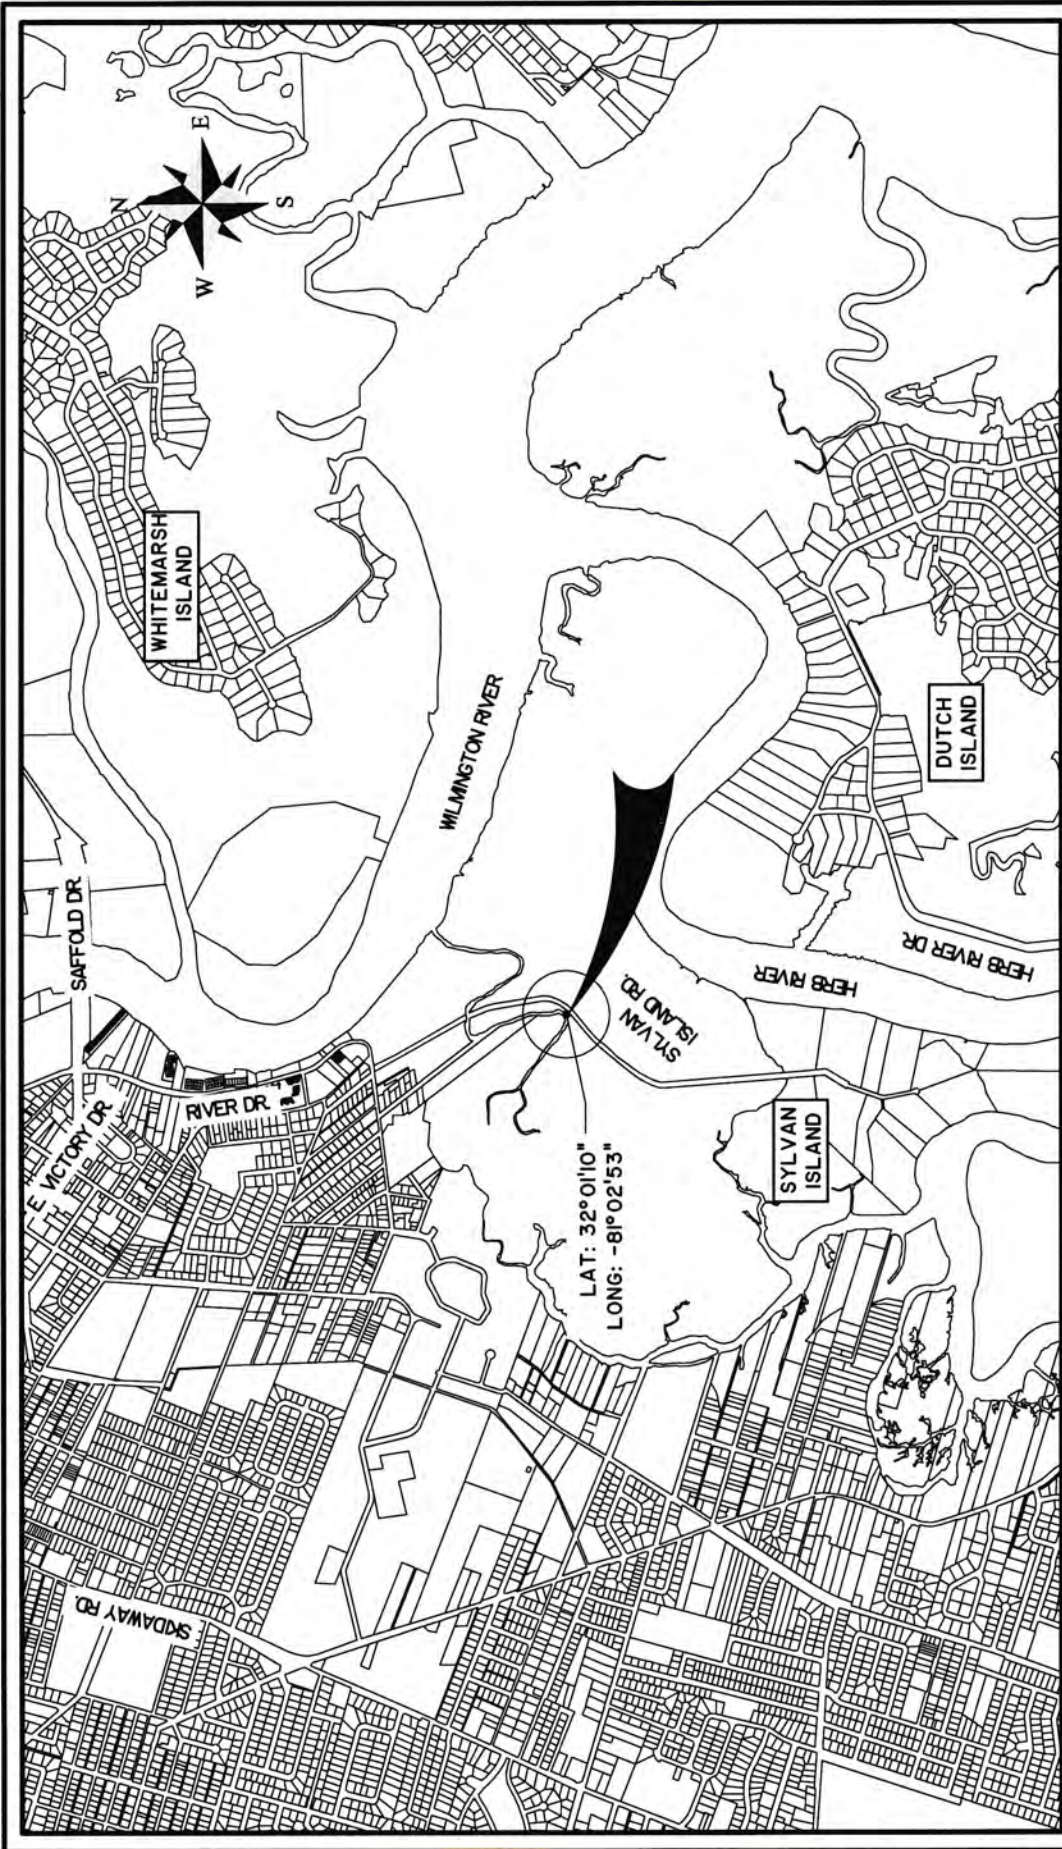 N
E
S
W
WHITEMARSH
ISLAND
SAFFOLD DR.
WILMINGTON RIVER
E. VICTORY DR.
RIVER DR.
SKIDAWAY RD.
SYLVAN
ISLAND RD.
LAT: 32°01'10"
LONG: -81°02'53"
HERB RIVER
HERB RIVER DR.
DUTCH
ISLAND
SYLVAN
ISLAND